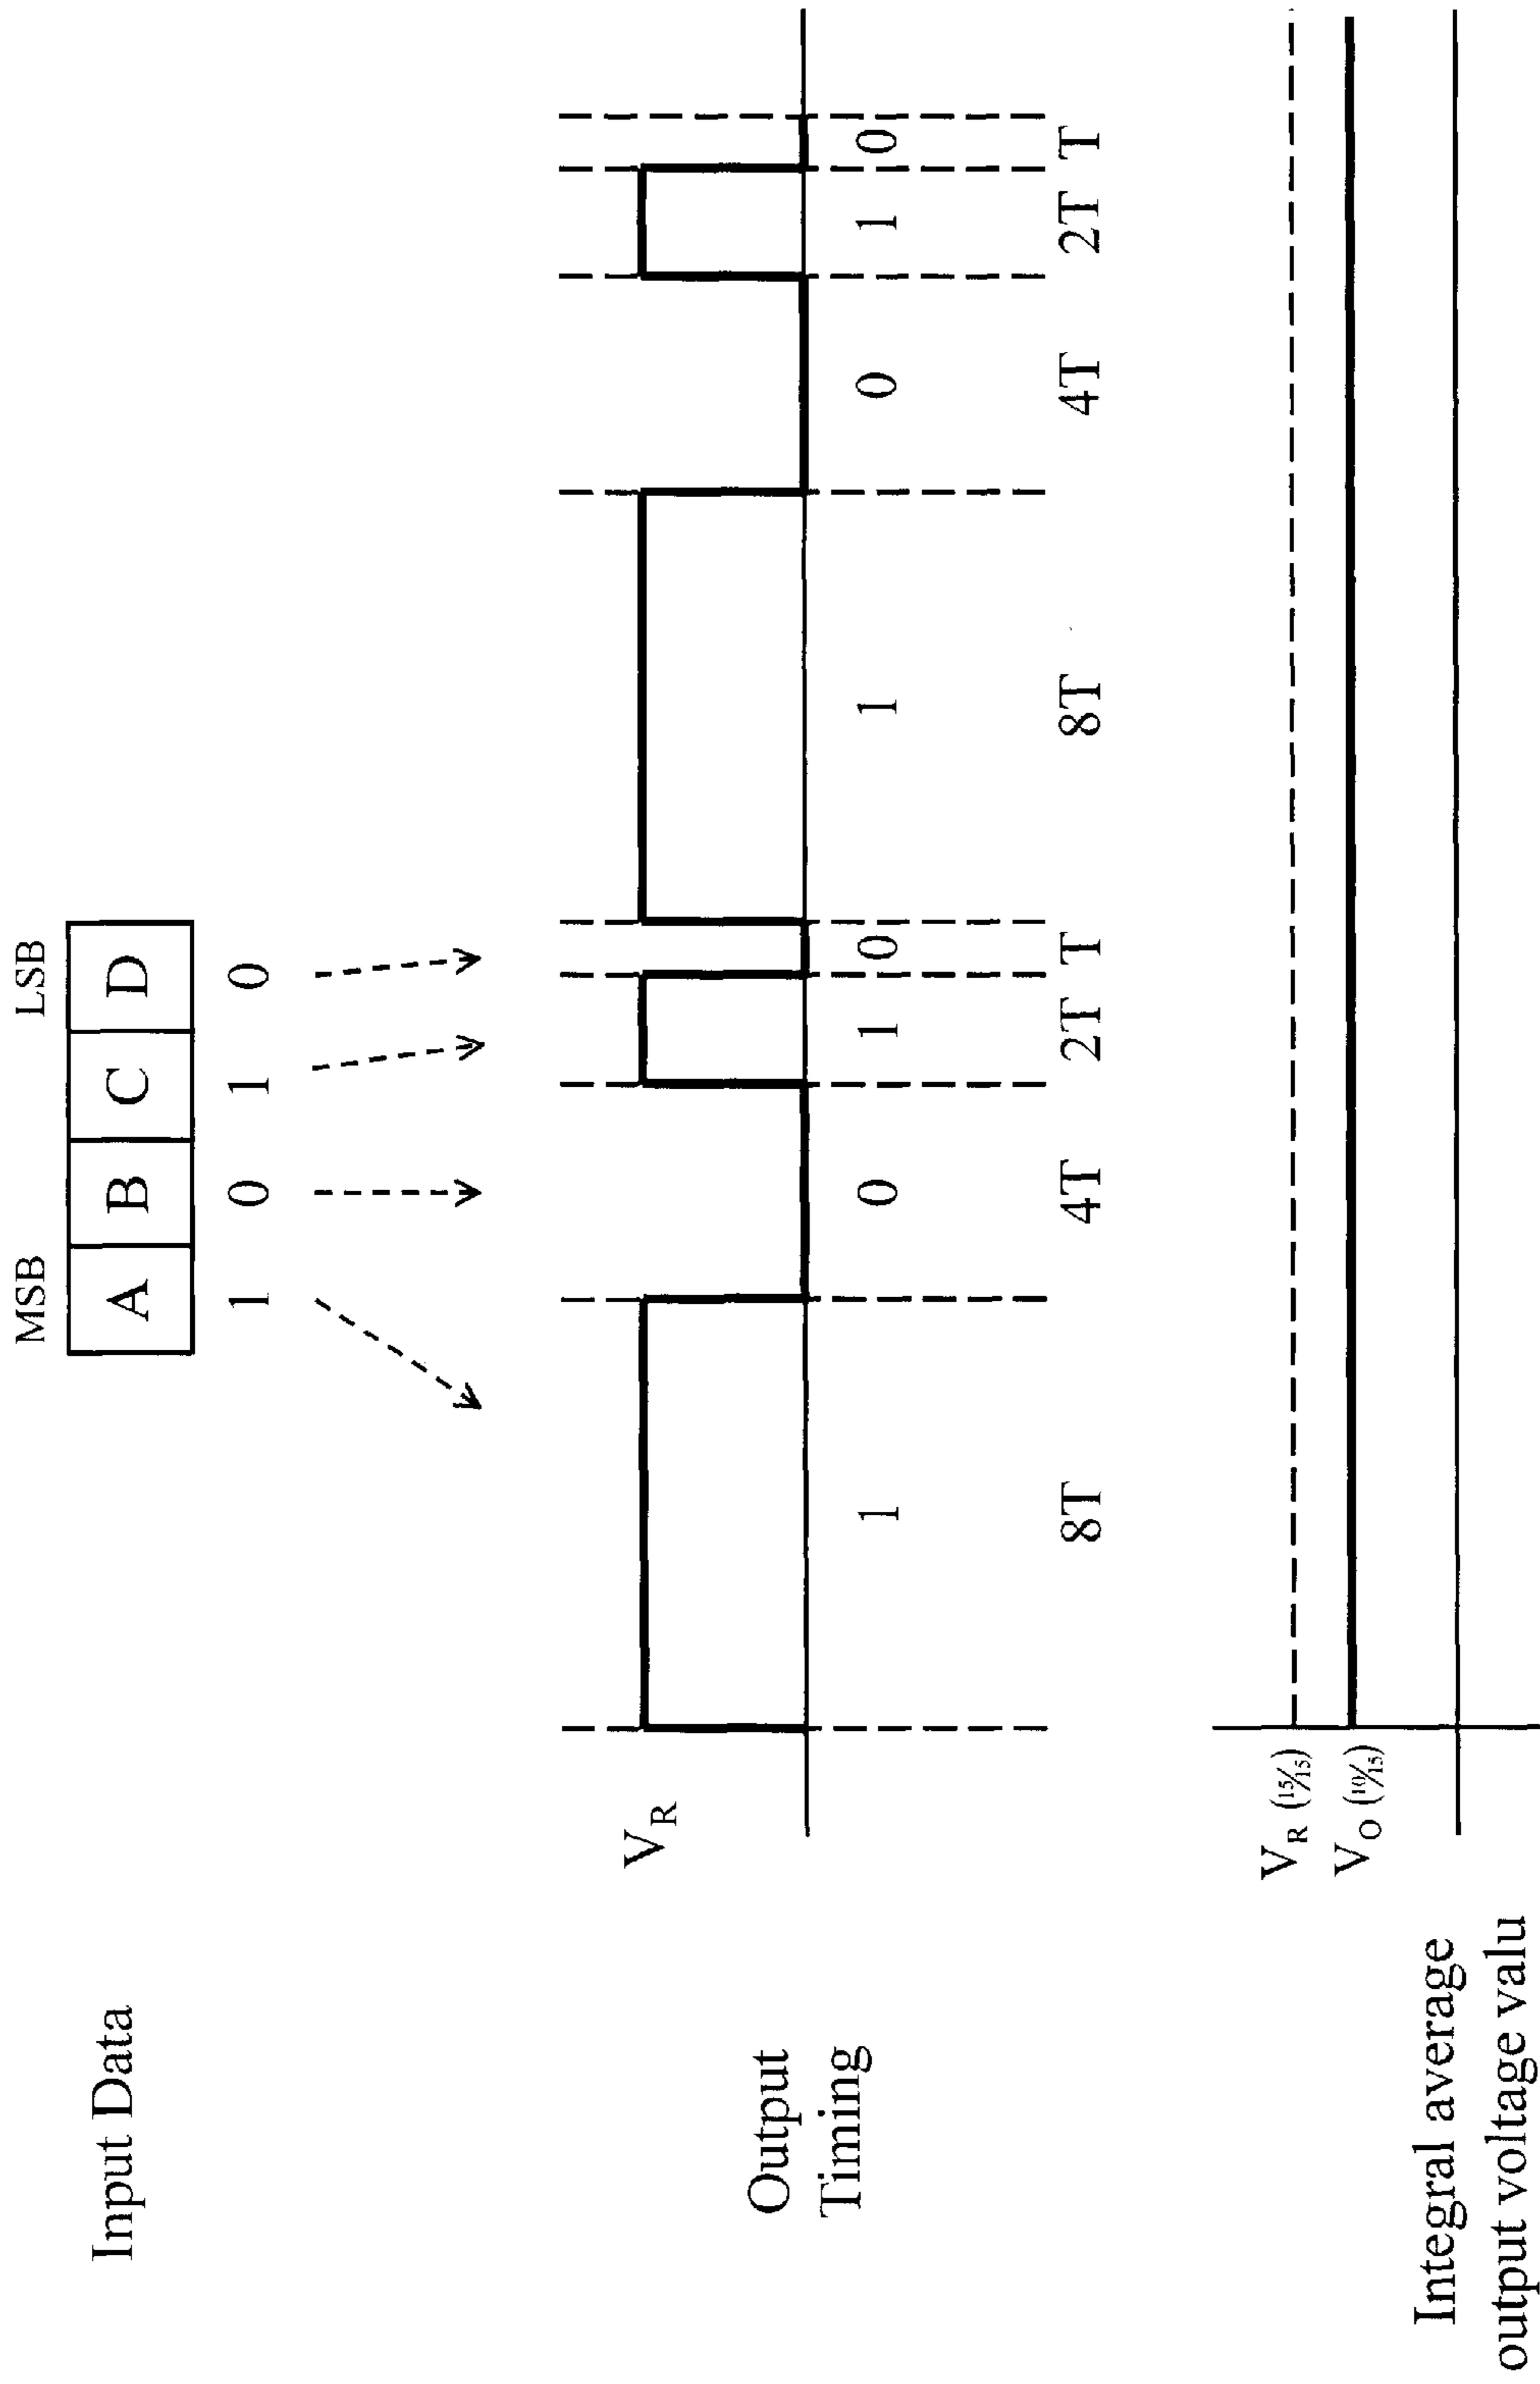 MSB LSB
Input Data A B C D
1 0 1 0
V_R
Output
Timing
1 0 1 0 1 0 1 0
8T 4T 2T T 8T 4T 2T T
V_R (15/15)
V_O (10/15)
Integral average
output voltage valu